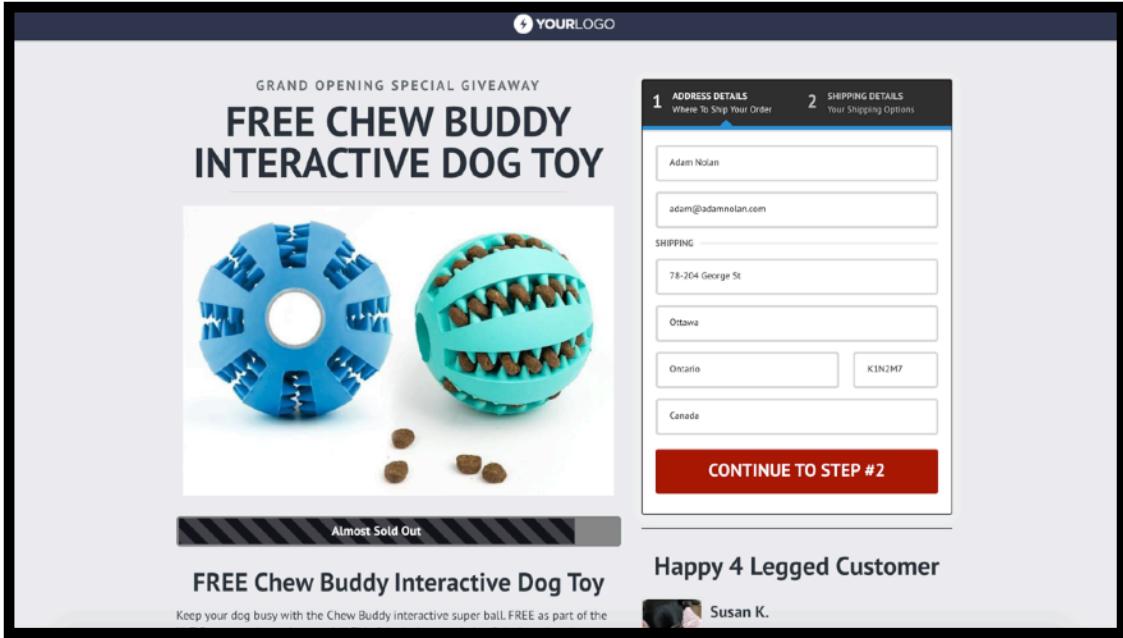 YOURLOGO
GRAND OPENING SPECIAL GIVEAWAY
FREE CHEW BUDDY
INTERACTIVE DOG TOY
Almost Sold Out
FREE Chew Buddy Interactive Dog Toy
Keep your dog busy with the Chew Buddy interactive super ball. FREE as part of the
1 ADDRESS DETAILS
Where To Ship Your Order
2 SHIPPING DETAILS
Your Shipping Options
Adam Nolan
adam@adamnolan.com
SHIPPING
78-204 George St
Ottawa
Ontario K1N2M7
Canada
CONTINUE TO STEP #2
Happy 4 Legged Customer
Susan K.